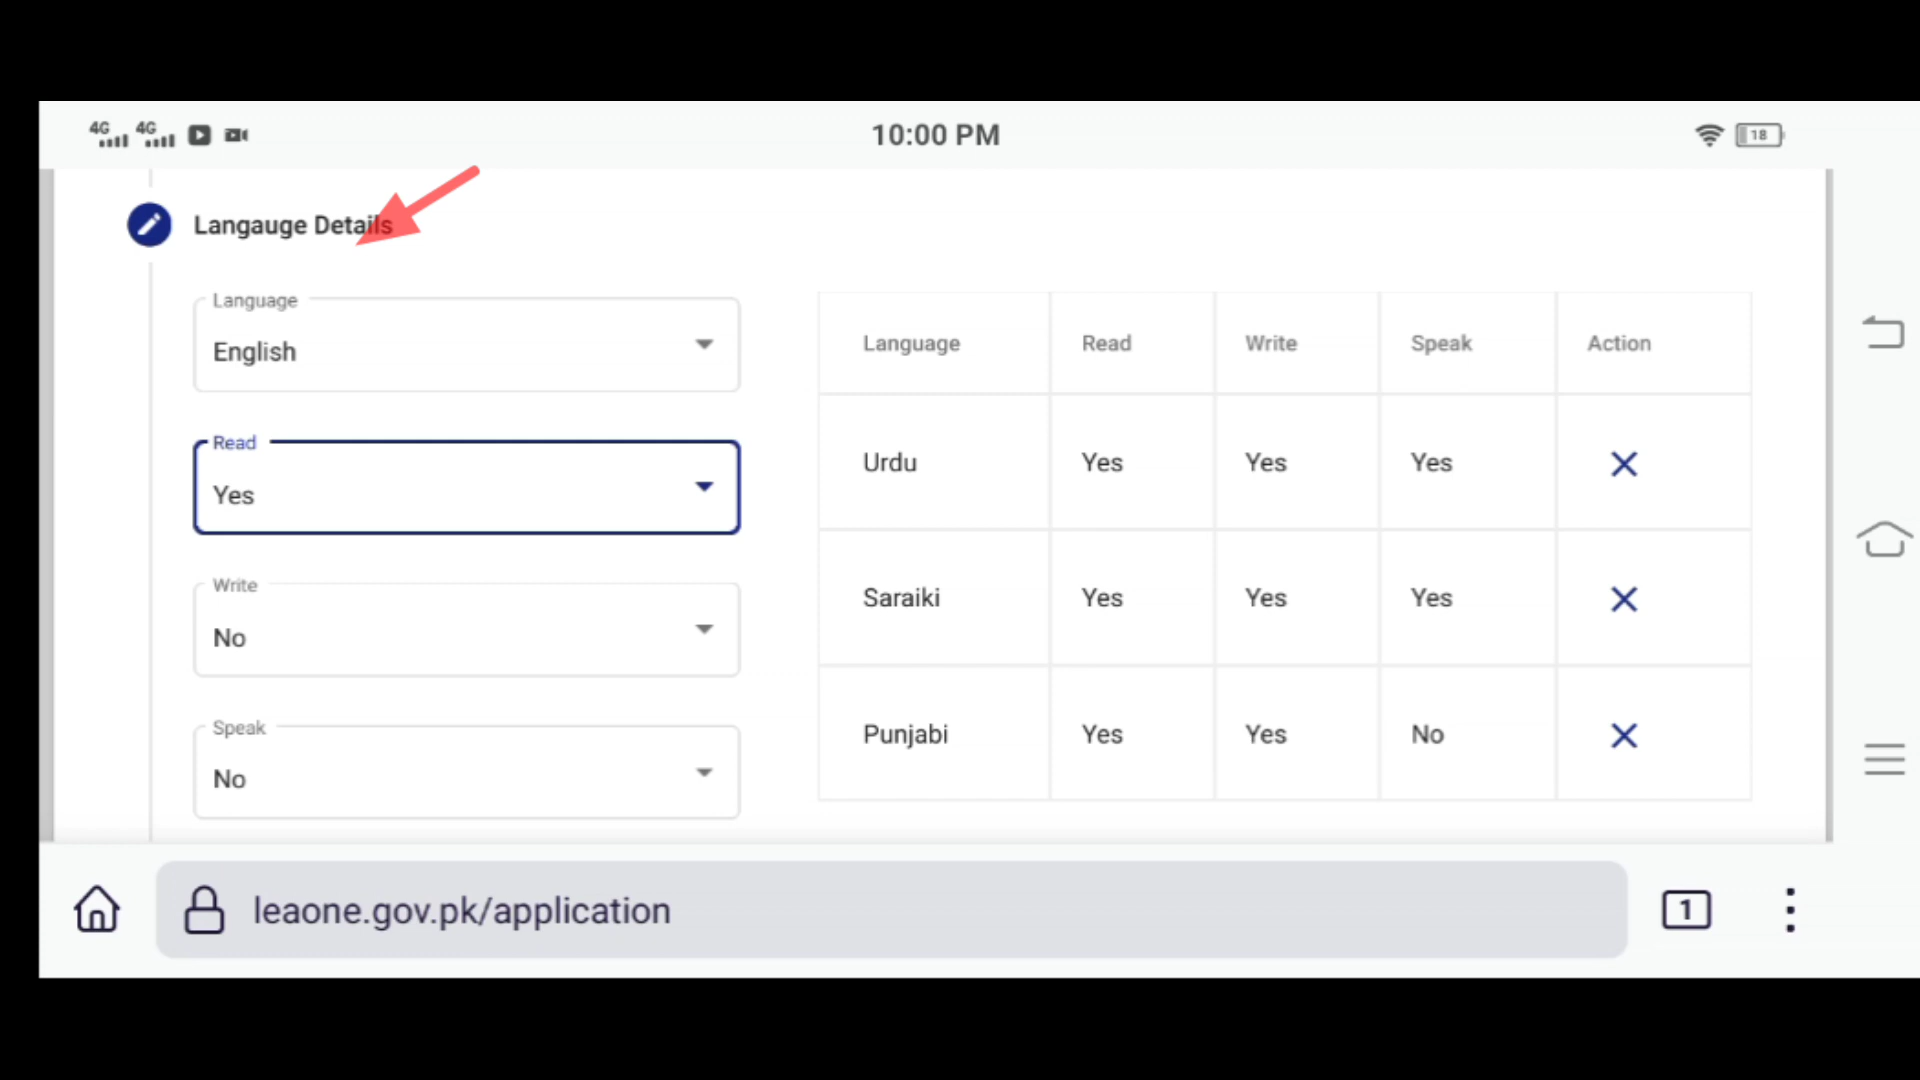 4G 4G 10:00 PM 18
Langauge Details
Language
English
Read
Yes
Write
No
Speak
No
Language Read Write Speak Action
Urdu Yes Yes Yes
Saraiki Yes Yes Yes
Punjabi Yes Yes No
leaone.gov.pk/application 1